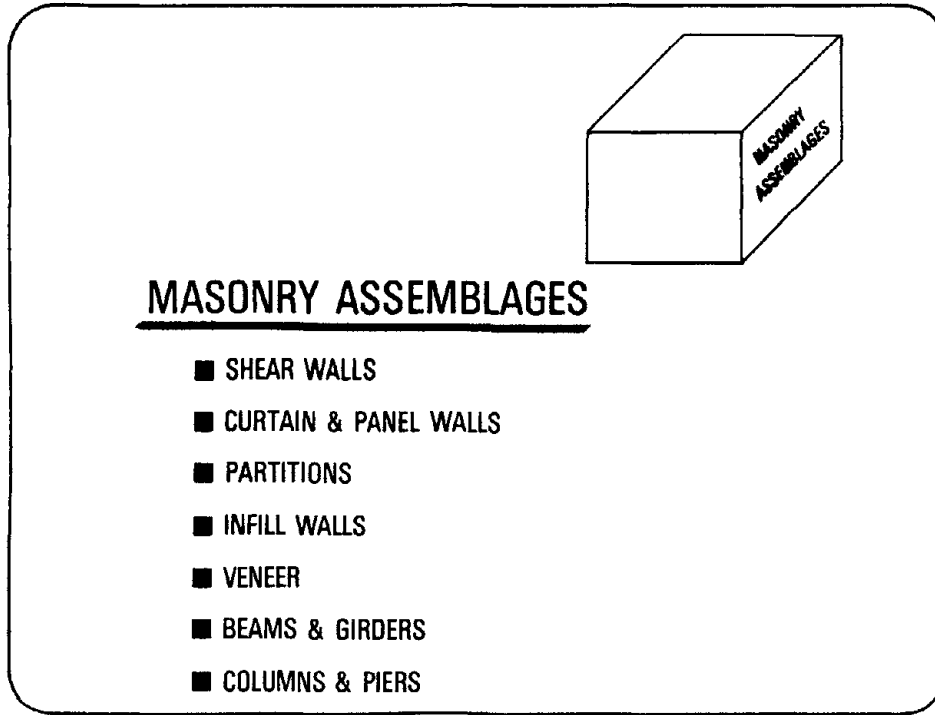 MASONRY
ASSEMBLAGES
MASONRY ASSEMBLAGES
■ SHEAR WALLS
■ CURTAIN & PANEL WALLS
■ PARTITIONS
■ INFILL WALLS
■ VENEER
■ BEAMS & GIRDERS
■ COLUMNS & PIERS